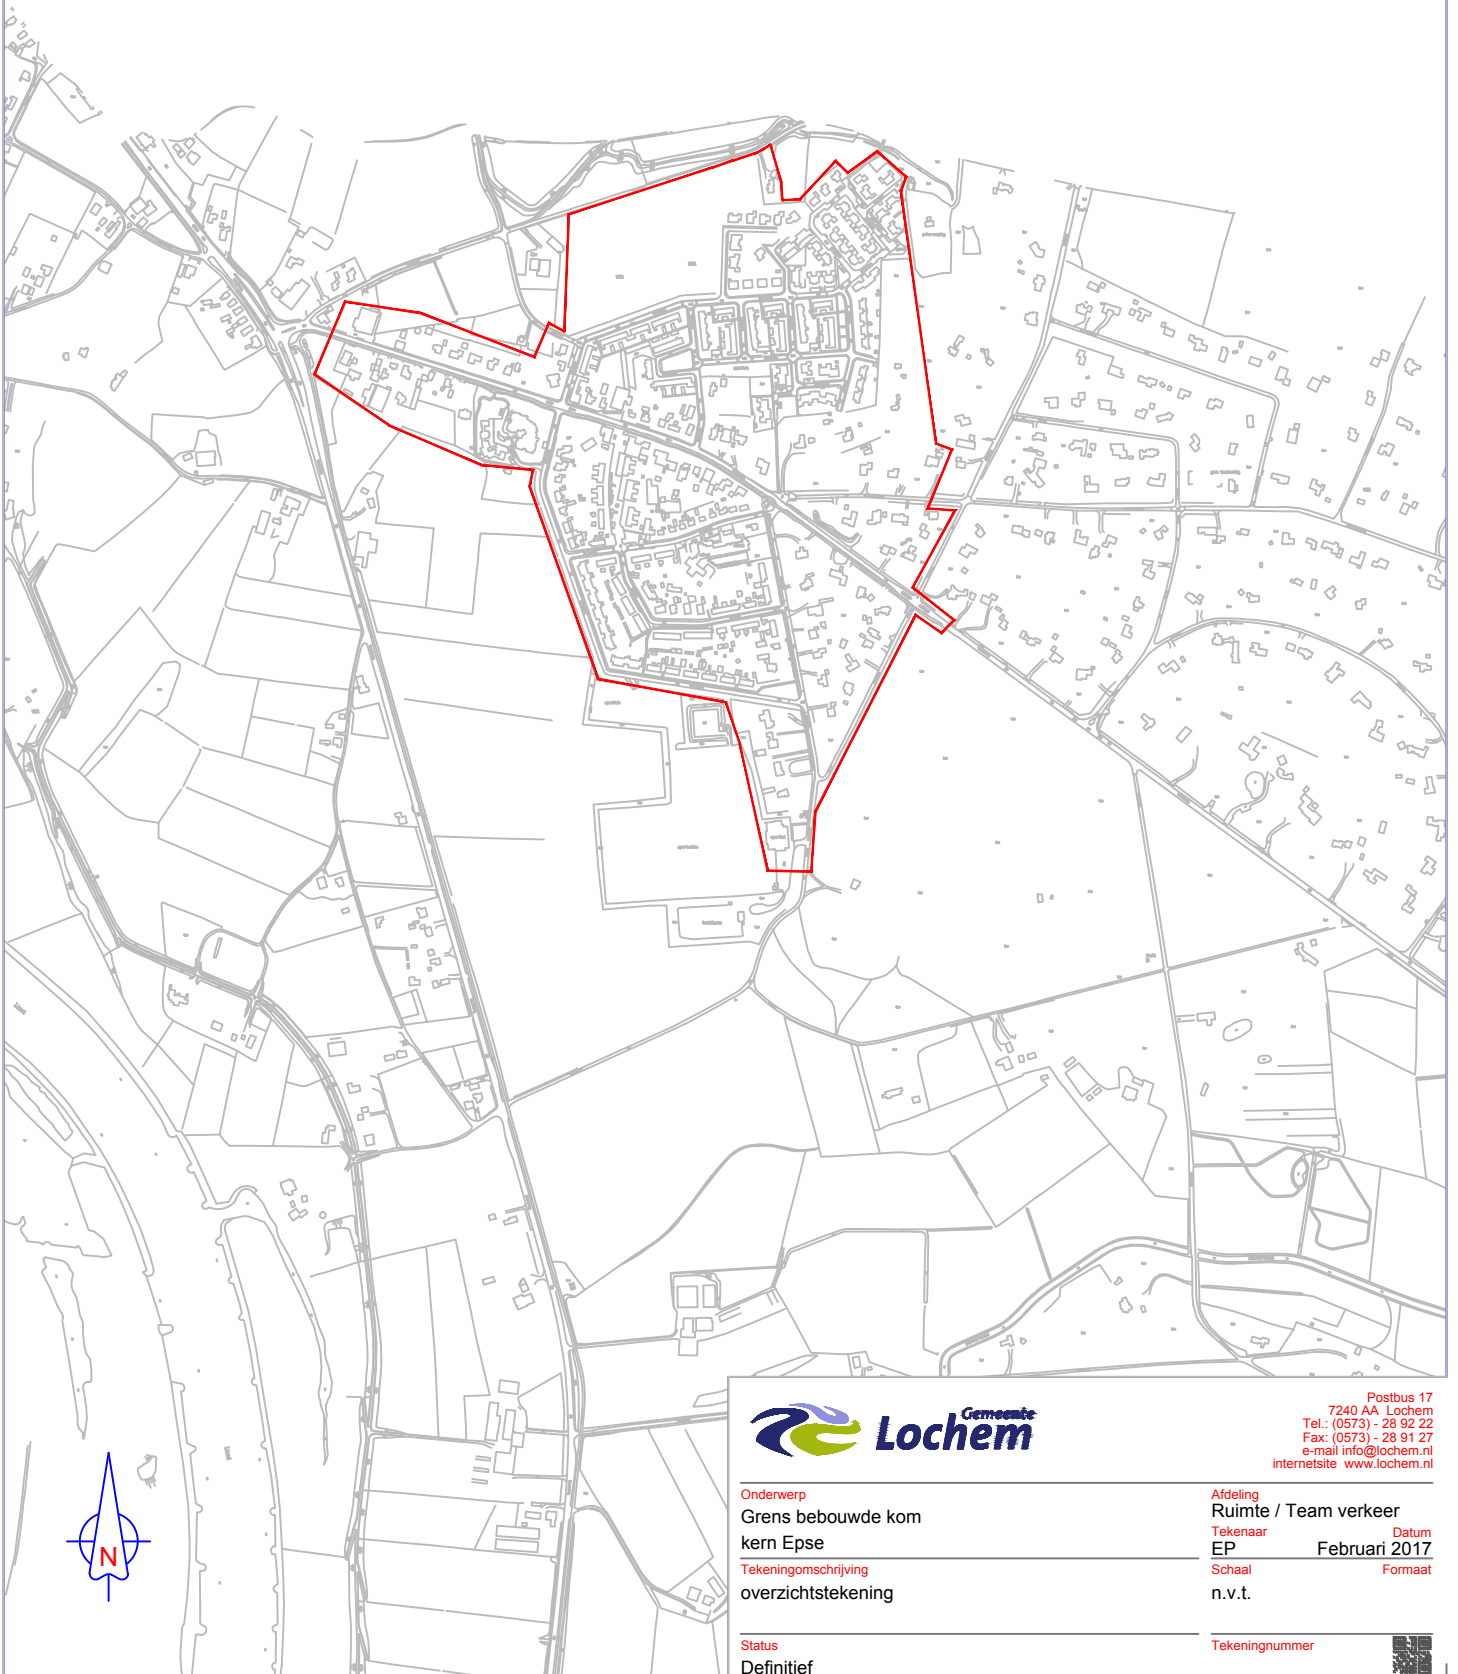 Gemeente
Lochem
Postbus 17
7240 AA Lochem
Tel.: (0573) - 28 92 22
Fax: (0573) - 28 91 27
e-mail info@lochem.nl
internetsite www.lochem.nl
Onderwerp
Grens bebouwde kom
kern Epse
Afdeling
Ruimte / Team verkeer
Tekenaar Datum
EP Februari 2017
Tekeningomschrijving
overzichtstekening
Schaal Formaat
n.v.t.
Status
Definitief
Tekeningnummer
N